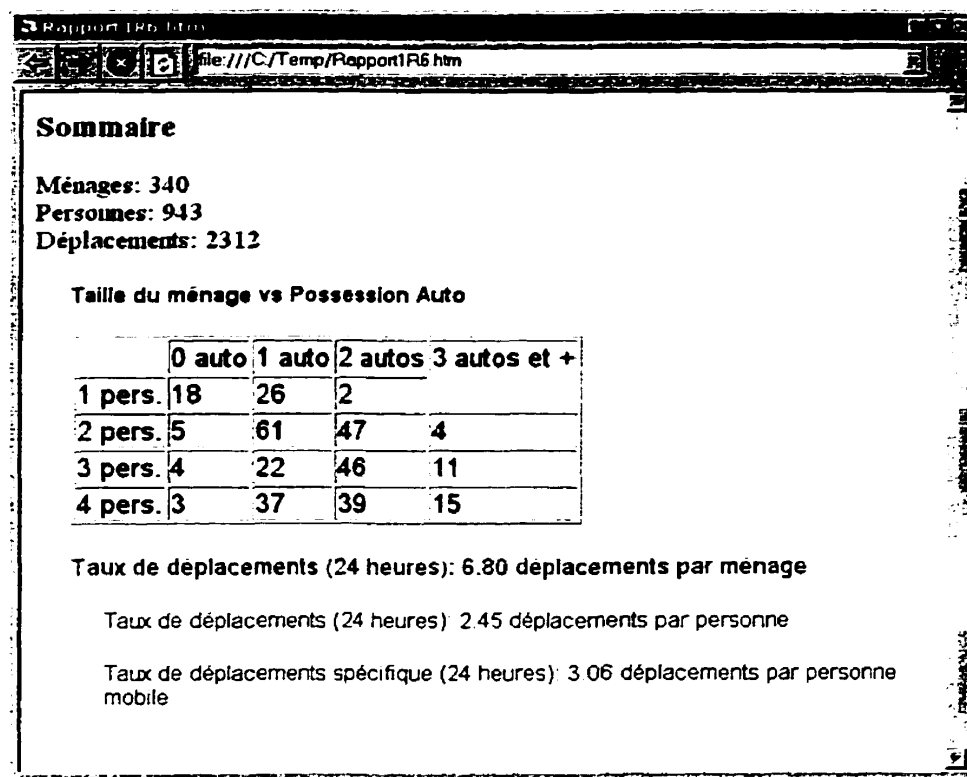 Rapport1R6.htm
file:///C:/Temp/Rapport1R6.htm
Sommaire
Ménages: 340
Personnes: 943
Déplacements: 2312
Taille du ménage vs Possession Auto
0 auto 1 auto 2 autos 3 autos et +
1 pers. 18 26 2
2 pers. 5 61 47 4
3 pers. 4 22 46 11
4 pers. 3 37 39 15
Taux de déplacements (24 heures): 6.80 déplacements par ménage
Taux de déplacements (24 heures): 2.45 déplacements par personne
Taux de déplacements spécifique (24 heures): 3.06 déplacements par personne
mobile